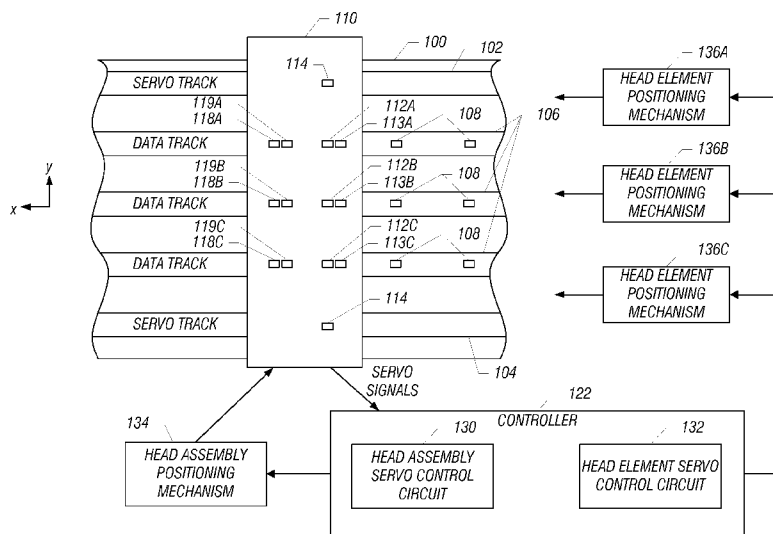 110
100
102
114
SERVO TRACK
119A
118A
112A
113A
108
106
DATA TRACK
119B
118B
112B
113B
108
DATA TRACK
119C
118C
112C
113C
108
DATA TRACK
114
SERVO TRACK
104
y
x
136A
HEAD ELEMENT
POSITIONING
MECHANISM
136B
HEAD ELEMENT
POSITIONING
MECHANISM
136C
HEAD ELEMENT
POSITIONING
MECHANISM
SERVO
SIGNALS
122
CONTROLLER
134
HEAD ASSEMBLY
POSITIONING
MECHANISM
130
HEAD ASSEMBLY
SERVO CONTROL
CIRCUIT
132
HEAD ELEMENT SERVO
CONTROL CIRCUIT